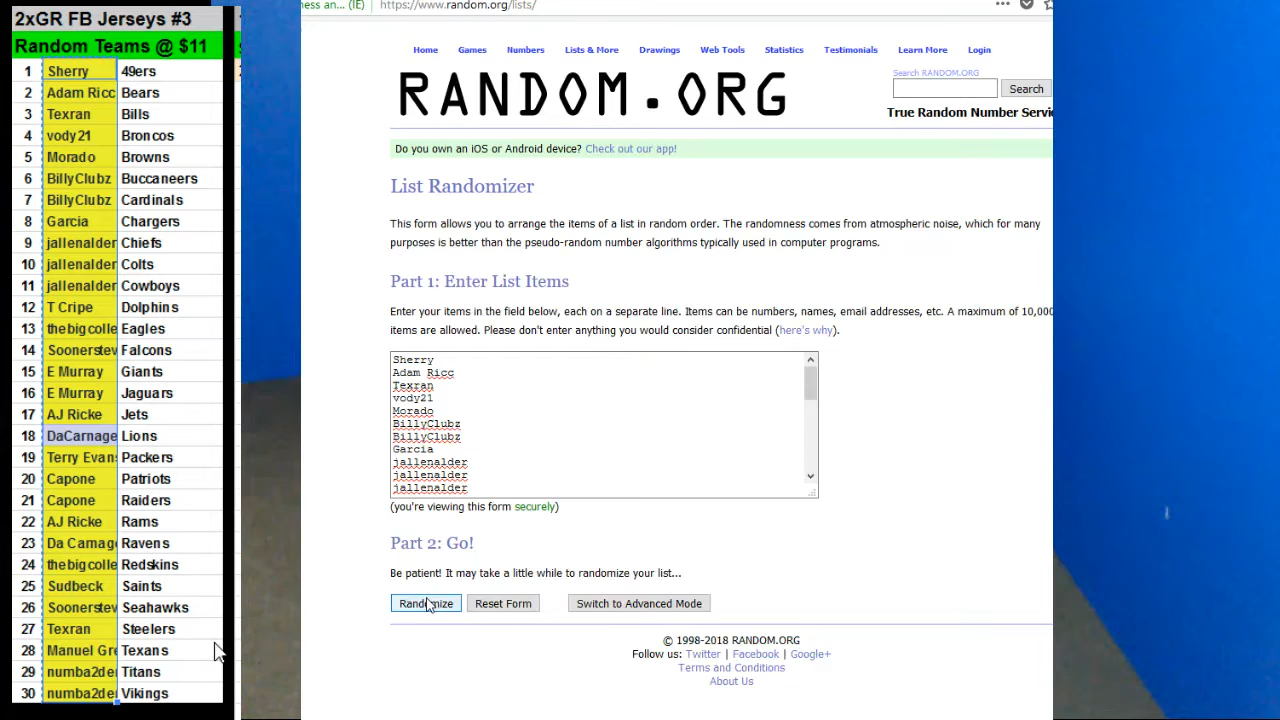 2xGR FB Jerseys #3
Random Teams @ $11
1 Sherry 49ers
2 Adam Ricc Bears
3 Texran Bills
4 vody21 Broncos
5 Morado Browns
6 BillyClubz Buccaneers
7 BillyClubz Cardinals
8 Garcia Chargers
9 jallenalder Chiefs
10 jallenalder Colts
11 jallenalder Cowboys
12 T Cripe Dolphins
13 thebigcolle Eagles
14 Soonerstev Falcons
15 E Murray Giants
16 E Murray Jaguars
17 AJ Ricke Jets
18 DaCarnage Lions
19 Terry Evans Packers
20 Capone Patriots
21 Capone Raiders
22 AJ Ricke Rams
23 Da Carnag Ravens
24 thebigcolle Redskins
25 Sudbeck Saints
26 Soonerstev Seahawks
27 Texran Steelers
28 Manuel Gre Texans
29 numba2der Titans
30 numba2der Vikings
ness an... (IE) https://www.random.org/lists/
Home Games Numbers Lists & More Drawings Web Tools Statistics Testimonials Learn More Login
RANDOM.ORG
Search RANDOM.ORG
Search
True Random Number Servi
Do you own an iOS or Android device? Check out our app!
List Randomizer
This form allows you to arrange the items of a list in random order. The randomness comes from atmospheric noise, which for many
purposes is better than the pseudo-random number algorithms typically used in computer programs.
Part 1: Enter List Items
Enter your items in the field below, each on a separate line. Items can be numbers, names, email addresses, etc. A maximum of 10,000
items are allowed. Please don't enter anything you would consider confidential (here's why).
Sherry
Adam Ricc
Texran
vody21
Morado
BillyClubz
BillyClubz
Garcia
jallenalder
jallenalder
jallenalder
(you're viewing this form securely)
Part 2: Go!
Be patient! It may take a little while to randomize your list...
Randomize Reset Form Switch to Advanced Mode
© 1998-2018 RANDOM.ORG
Follow us: Twitter | Facebook | Google+
Terms and Conditions
About Us